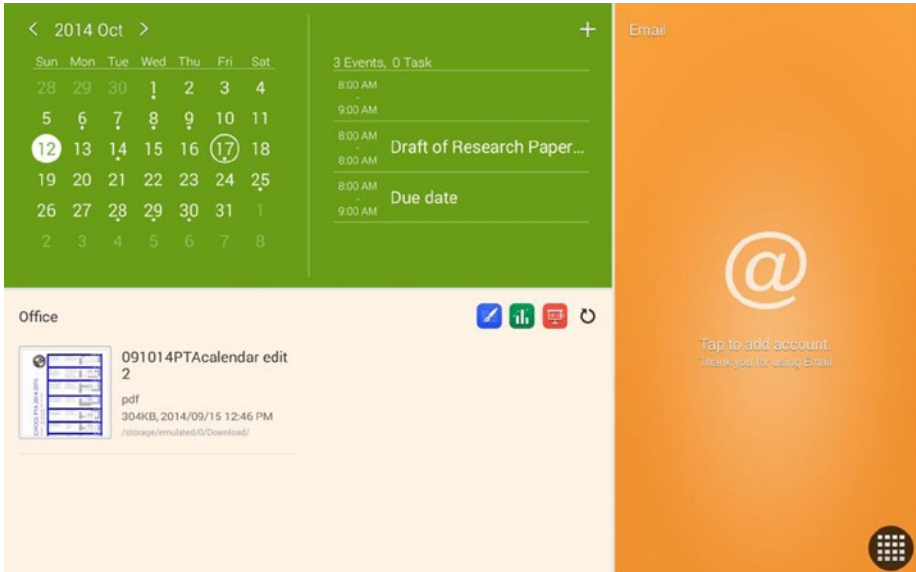 < 2014 Oct >
Sun Mon Tue Wed Thu Fri Sat
28 29 30 1 2 3 4
5 6 7 8 9 10 11
12 13 14 15 16 17 18
19 20 21 22 23 24 25
26 27 28 29 30 31 1
2 3 4 5 6 7 8
+
3 Events, 0 Task
8:00 AM
-
9:00 AM
8:00 AM
-
8:00 AM
Draft of Research Paper...
8:00 AM
-
9:00 AM
Due date
Email
@
Tap to add account.
Thank you for using Email
Office
091014PTAcalendar edit
2
pdf
304KB, 2014/09/15 12:46 PM
/storage/emulated/0/Download/